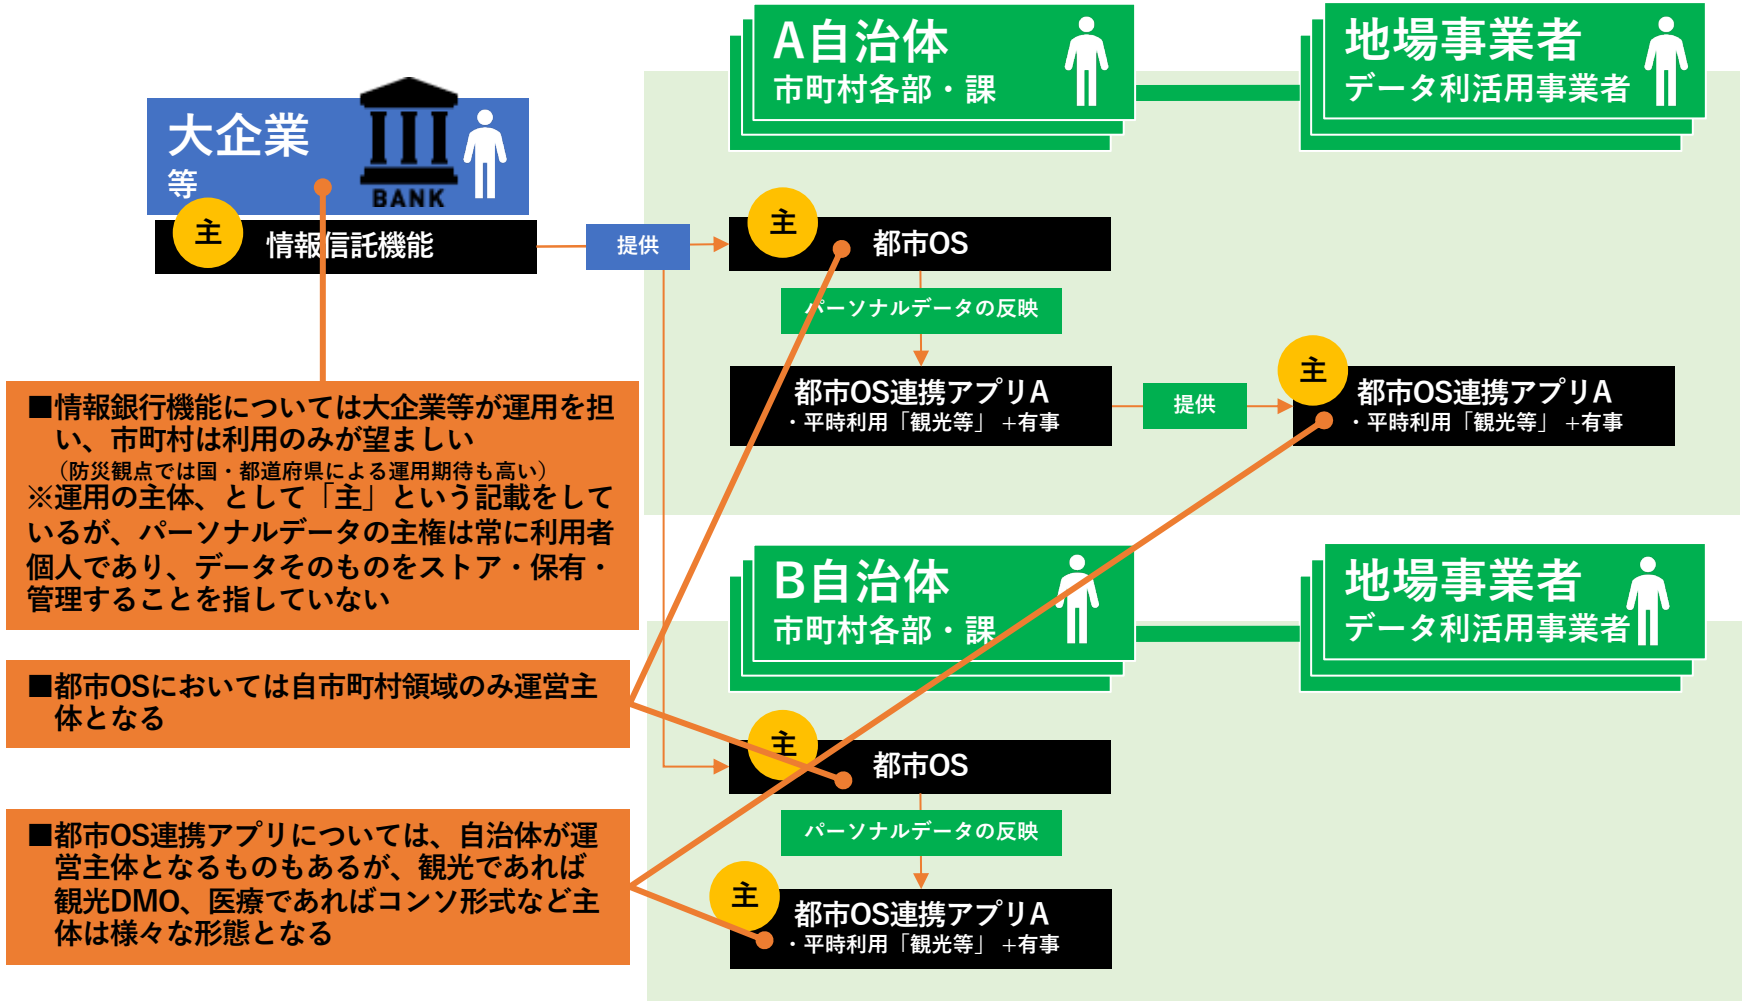 A自治体
市町村各部・課
地場事業者
データ利活用事業者
大企業
等
BANK
主
情報信託機能
提供
主
都市OS
パーソナルデータの反映
都市OS連携アプリA
・平時利用「観光等」+有事
提供
主
都市OS連携アプリA
・平時利用「観光等」+有事
■情報銀行機能については大企業等が運用を担
い、市町村は利用のみが望ましい
（防災観点では国・都道府県による運用期待も高い）
※運用の主体、として「主」という記載をして
いるが、パーソナルデータの主権は常に利用者
個人であり、データそのものをストア・保有・
管理することを指していない
B自治体
市町村各部・課
地場事業者
データ利活用事業者
■都市OSにおいては自市町村領域のみ運営主
体となる
主
都市OS
パーソナルデータの反映
■都市OS連携アプリについては、自治体が運
営主体となるものもあるが、観光であれば
観光DMO、医療であればコンソ形式など主
体は様々な形態となる
主
都市OS連携アプリA
・平時利用「観光等」+有事